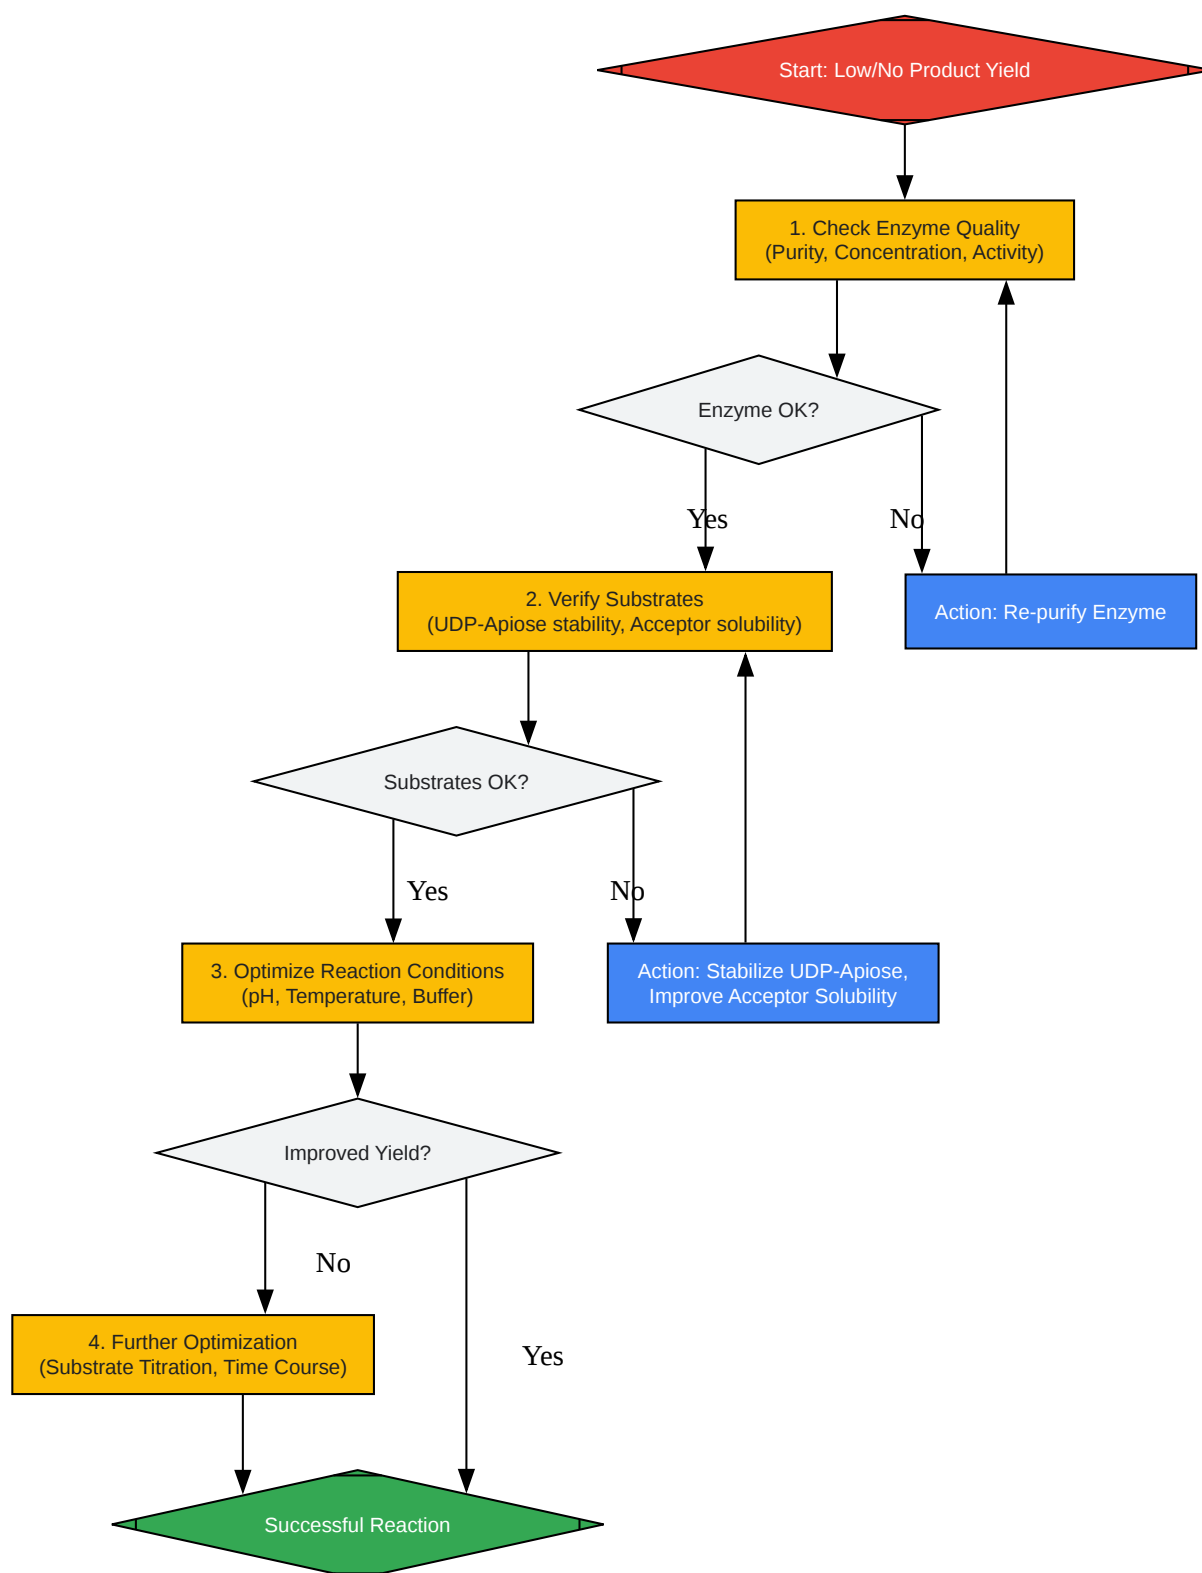 Start: Low/No Product Yield
1. Check Enzyme Quality
(Purity, Concentration, Activity)
Enzyme OK?
Yes
No
2. Verify Substrates
(UDP-Apiose stability, Acceptor solubility)
Action: Re-purify Enzyme
Substrates OK?
Yes
No
3. Optimize Reaction Conditions
(pH, Temperature, Buffer)
Action: Stabilize UDP-Apiose,
Improve Acceptor Solubility
Improved Yield?
No
Yes
4. Further Optimization
(Substrate Titration, Time Course)
Successful Reaction